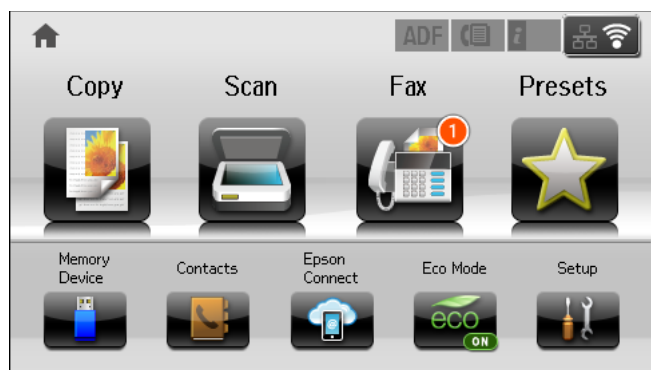 ADF i
Copy Scan Fax Presets
1
Memory Device Contacts Epson Connect Eco Mode Setup
eco
ON